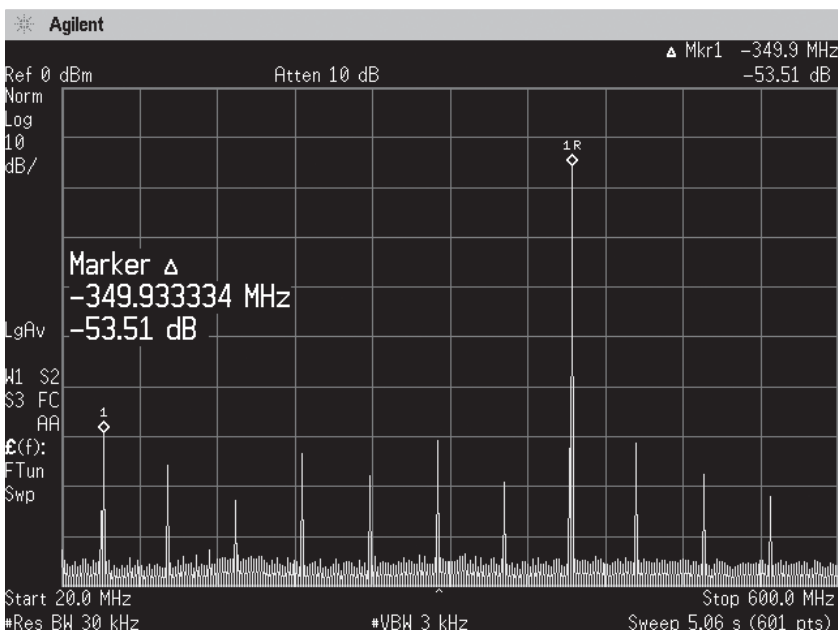 Agilent
Δ Mkr1 -349.9 MHz
Ref 0 dBm Atten 10 dB -53.51 dB
Norm
Log
10
dB/
1R
Marker Δ
-349.933334 MHz
-53.51 dB
LgAv
W1 S2
S3 FC
AA
1
£(f):
FTun
Swp
Start 20.0 MHz Stop 600.0 MHz
#Res BW 30 kHz #VBW 3 kHz Sweep 5.06 s (601 pts)